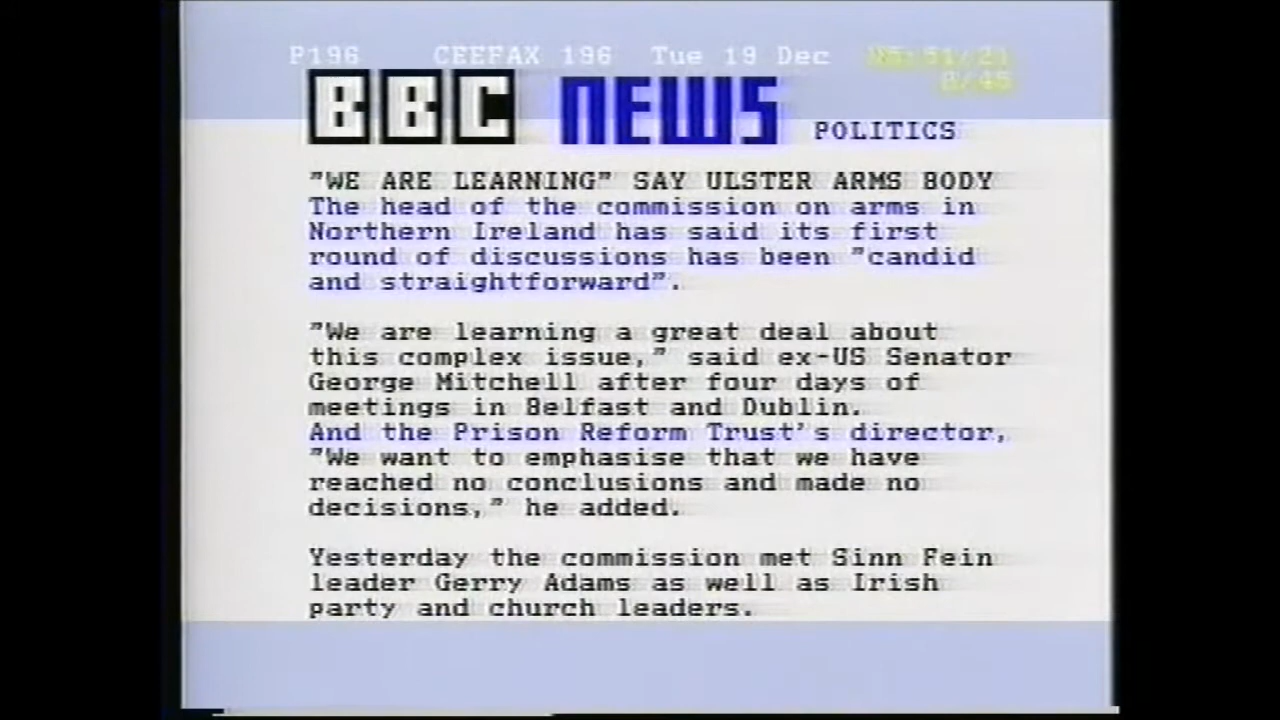 P196 CEEFAX 196 Tue 19 Dec
BBC NEWS POLITICS
"WE ARE LEARNING" SAY ULSTER ARMS BODY
The head of the commission on arms in
Northern Ireland has said its first
round of discussions has been "candid
and straightforward".
"We are learning a great deal about
this complex issue," said ex-US Senator
George Mitchell after four days of
meetings in Belfast and Dublin.
And the Prison Reform Trust's director,
"We want to emphasise that we have
reached no conclusions and made no
decisions," he added.
Yesterday the commission met Sinn Fein
leader Gerry Adams as well as Irish
party and church leaders.